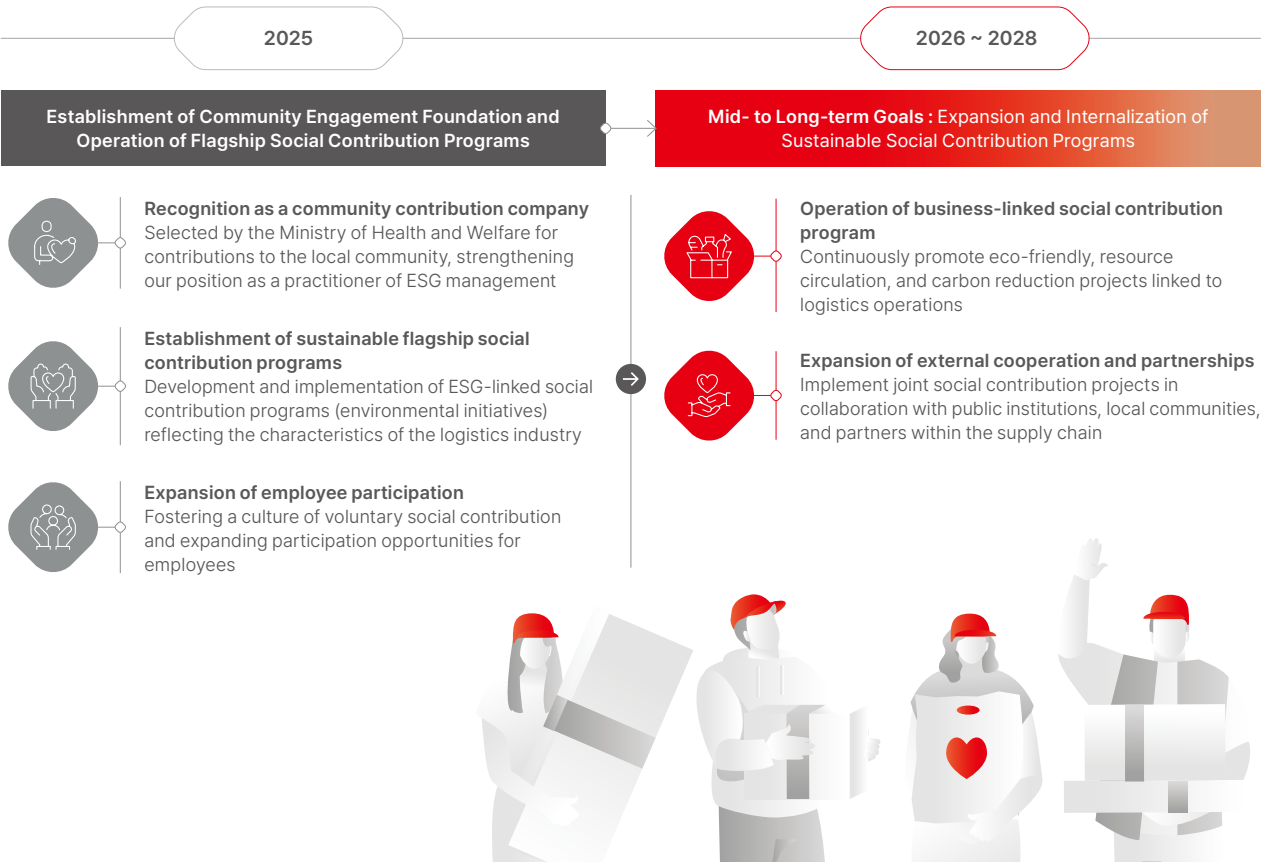 2025
2026 ~ 2028
Establishment of Community Engagement Foundation and
Operation of Flagship Social Contribution Programs
Mid- to Long-term Goals : Expansion and Internalization of
Sustainable Social Contribution Programs
Recognition as a community contribution company
Selected by the Ministry of Health and Welfare for
contributions to the local community, strengthening
our position as a practitioner of ESG management
Establishment of sustainable flagship social
contribution programs
Development and implementation of ESG-linked social
contribution programs (environmental initiatives)
reflecting the characteristics of the logistics industry
Expansion of employee participation
Fostering a culture of voluntary social contribution
and expanding participation opportunities for
employees
Operation of business-linked social contribution
program
Continuously promote eco-friendly, resource
circulation, and carbon reduction projects linked to
logistics operations
Expansion of external cooperation and partnerships
Implement joint social contribution projects in
collaboration with public institutions, local communities,
and partners within the supply chain